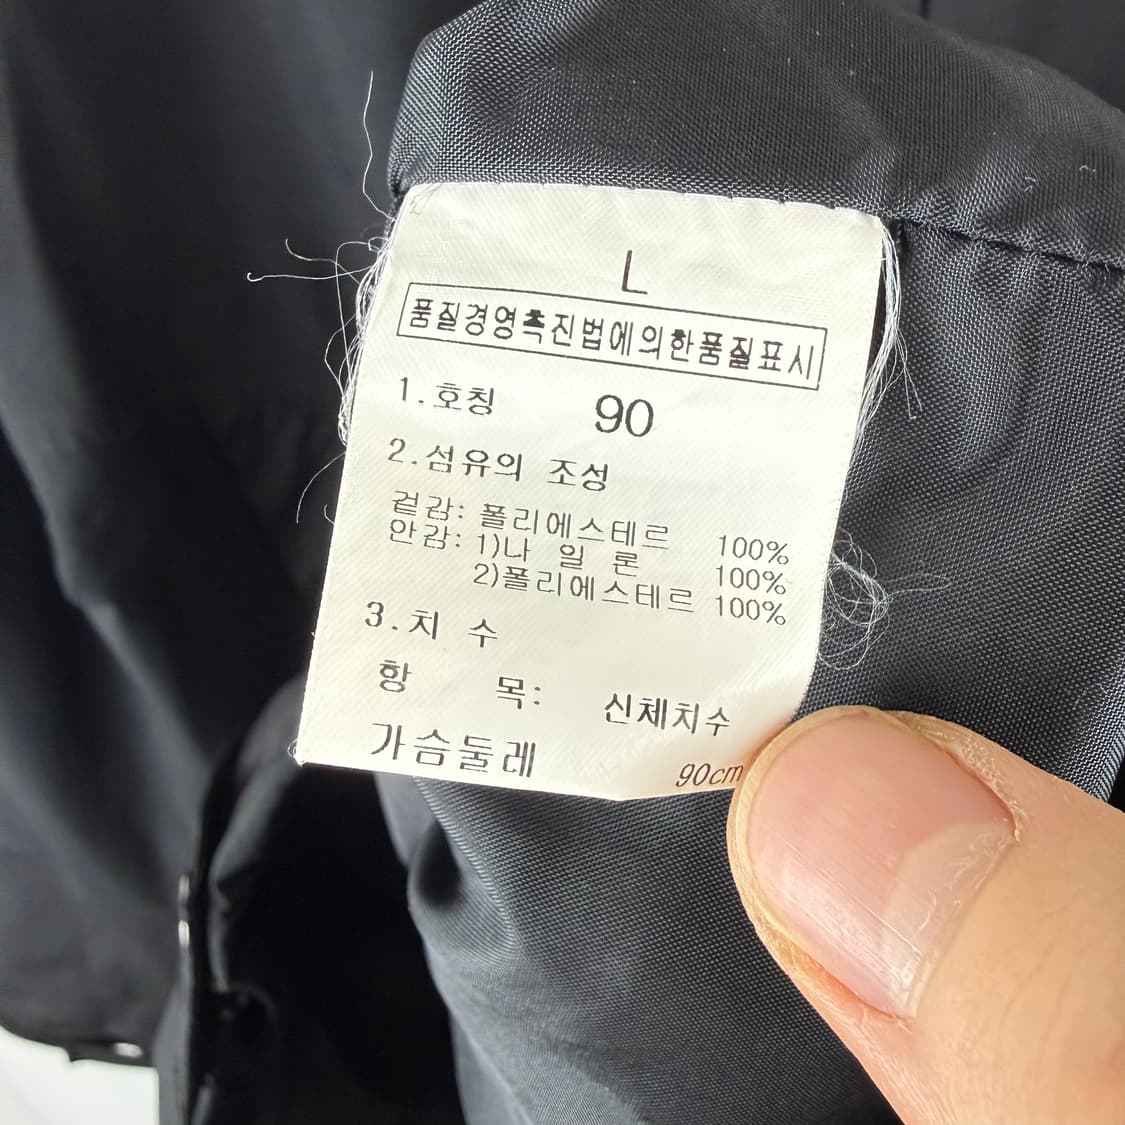 L
품질경영촉진법에의한품질표시
1.호칭 90
2.섬유의 조성
겉감: 폴리에스테르 100%
안감: 1)나 일 론 100%
2)폴리에스테르 100%
3.치 수
항 목: 신체치수
가슴둘레 90cm